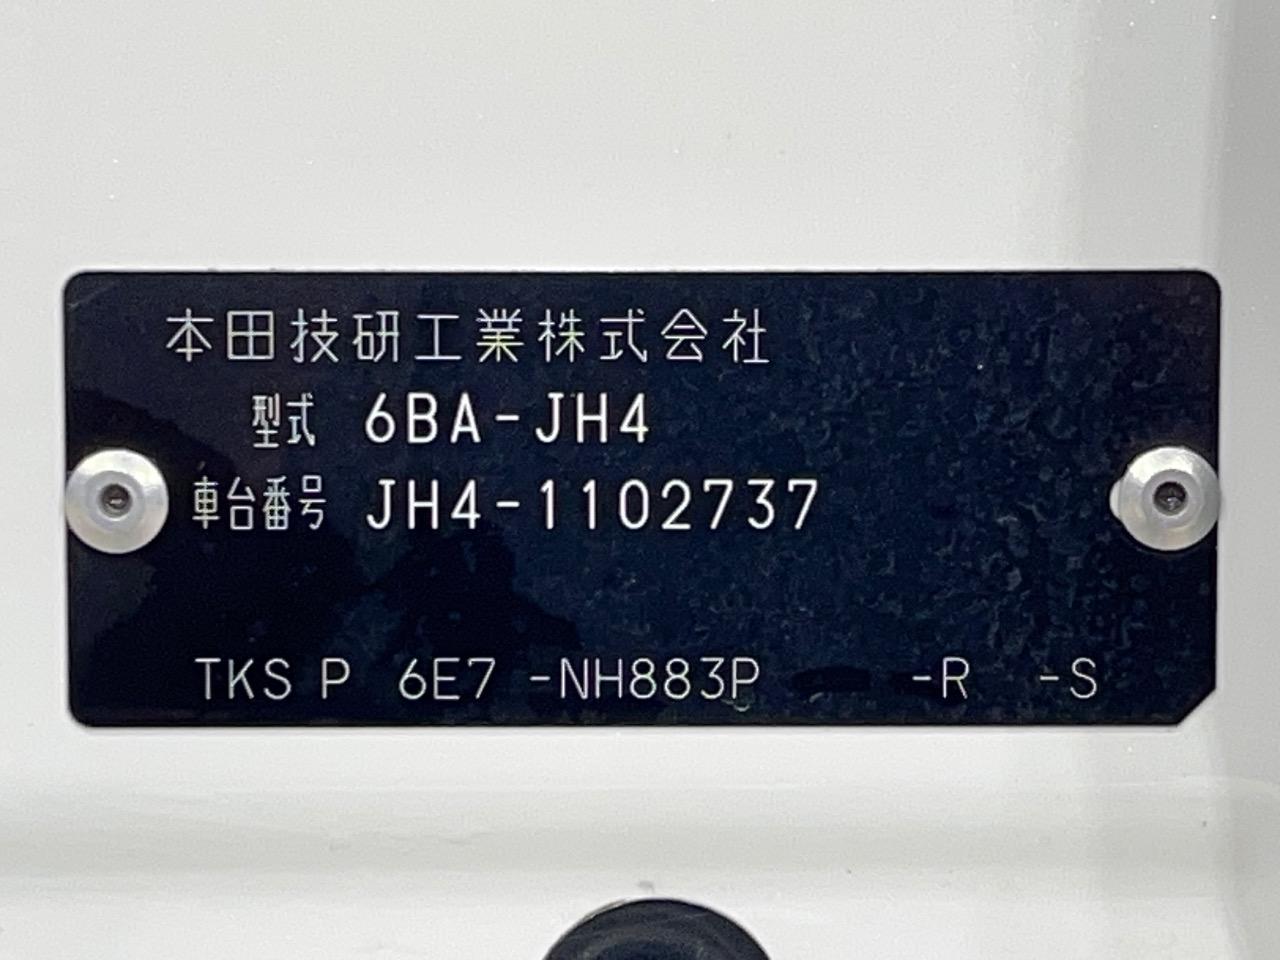 本田技研工業株式会社
型式 6BA-JH4
車台番号 JH4-1102737
TKS P 6E7 -NH883P -R -S